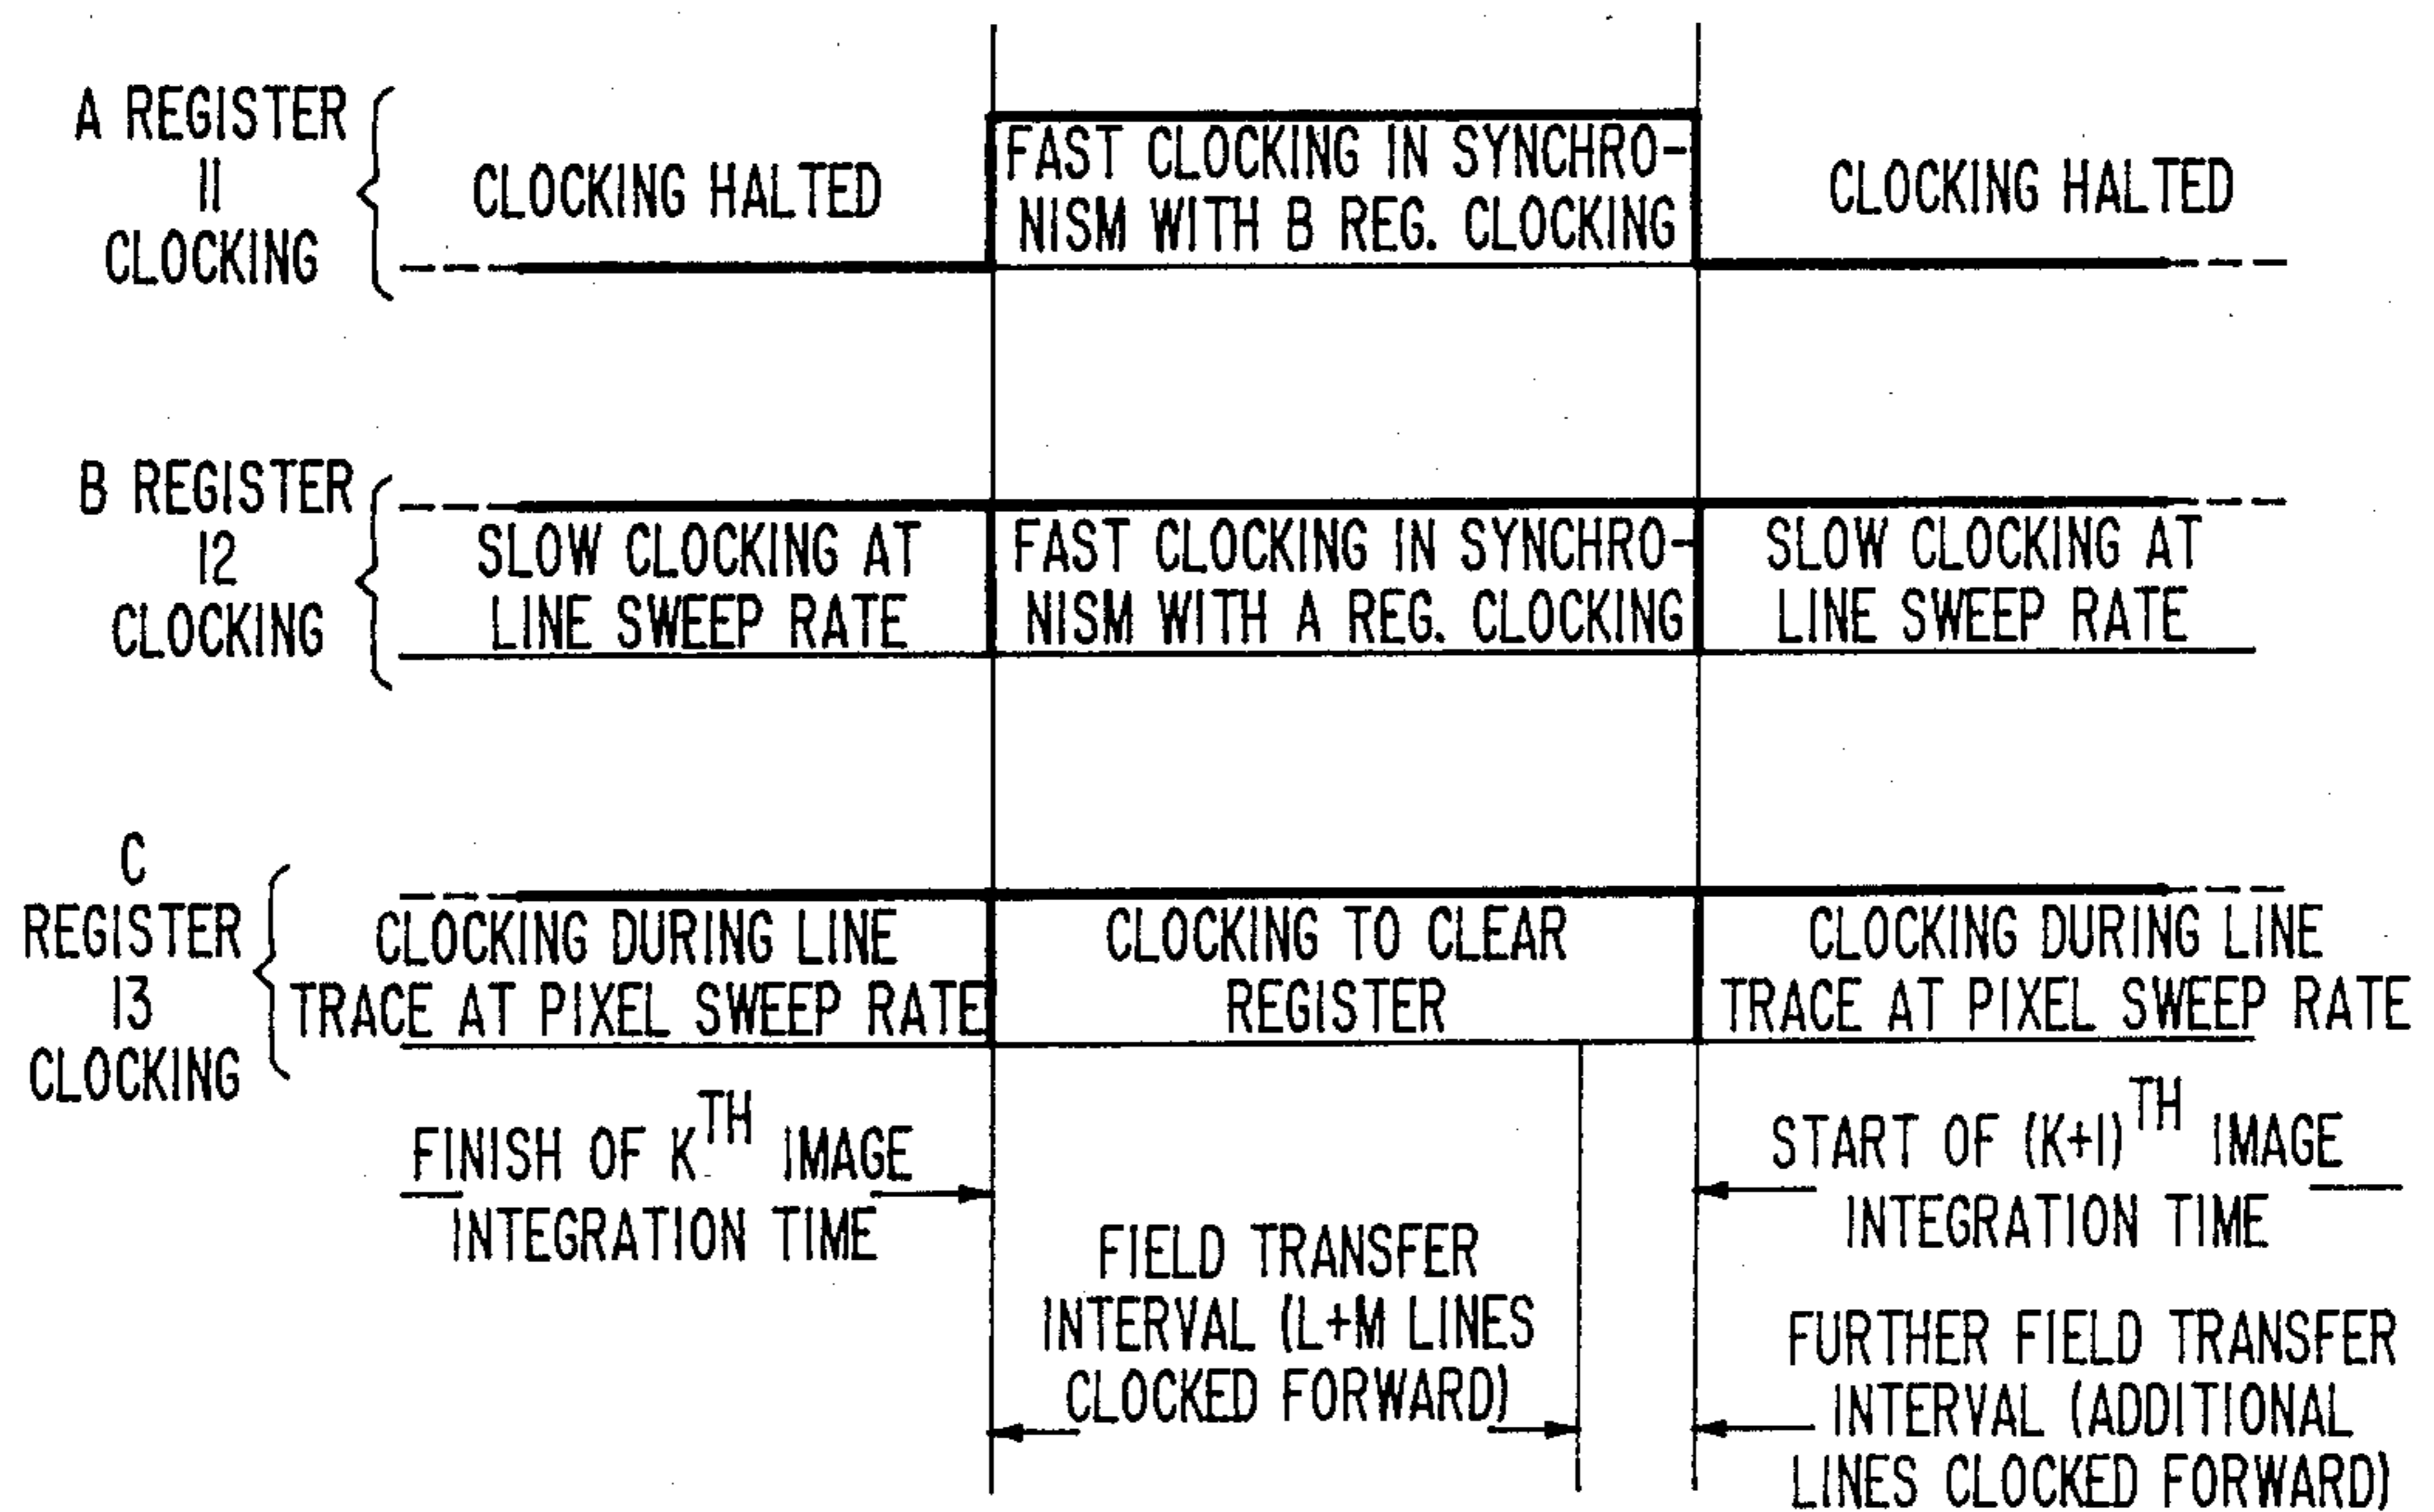 A REGISTER
11
CLOCKING
CLOCKING HALTED
FAST CLOCKING IN SYNCHRO-
NISM WITH B REG. CLOCKING
CLOCKING HALTED
B REGISTER
12
CLOCKING
SLOW CLOCKING AT
LINE SWEEP RATE
FAST CLOCKING IN SYNCHRO-
NISM WITH A REG. CLOCKING
SLOW CLOCKING AT
LINE SWEEP RATE
C
REGISTER
13
CLOCKING
CLOCKING DURING LINE
TRACE AT PIXEL SWEEP RATE
CLOCKING TO CLEAR
REGISTER
CLOCKING DURING LINE
TRACE AT PIXEL SWEEP RATE
FINISH OF K^TH IMAGE
INTEGRATION TIME
FIELD TRANSFER
INTERVAL (L+M LINES
CLOCKED FORWARD)
START OF (K+1)^TH IMAGE
INTEGRATION TIME
FURTHER FIELD TRANSFER
INTERVAL (ADDITIONAL
LINES CLOCKED FORWARD)